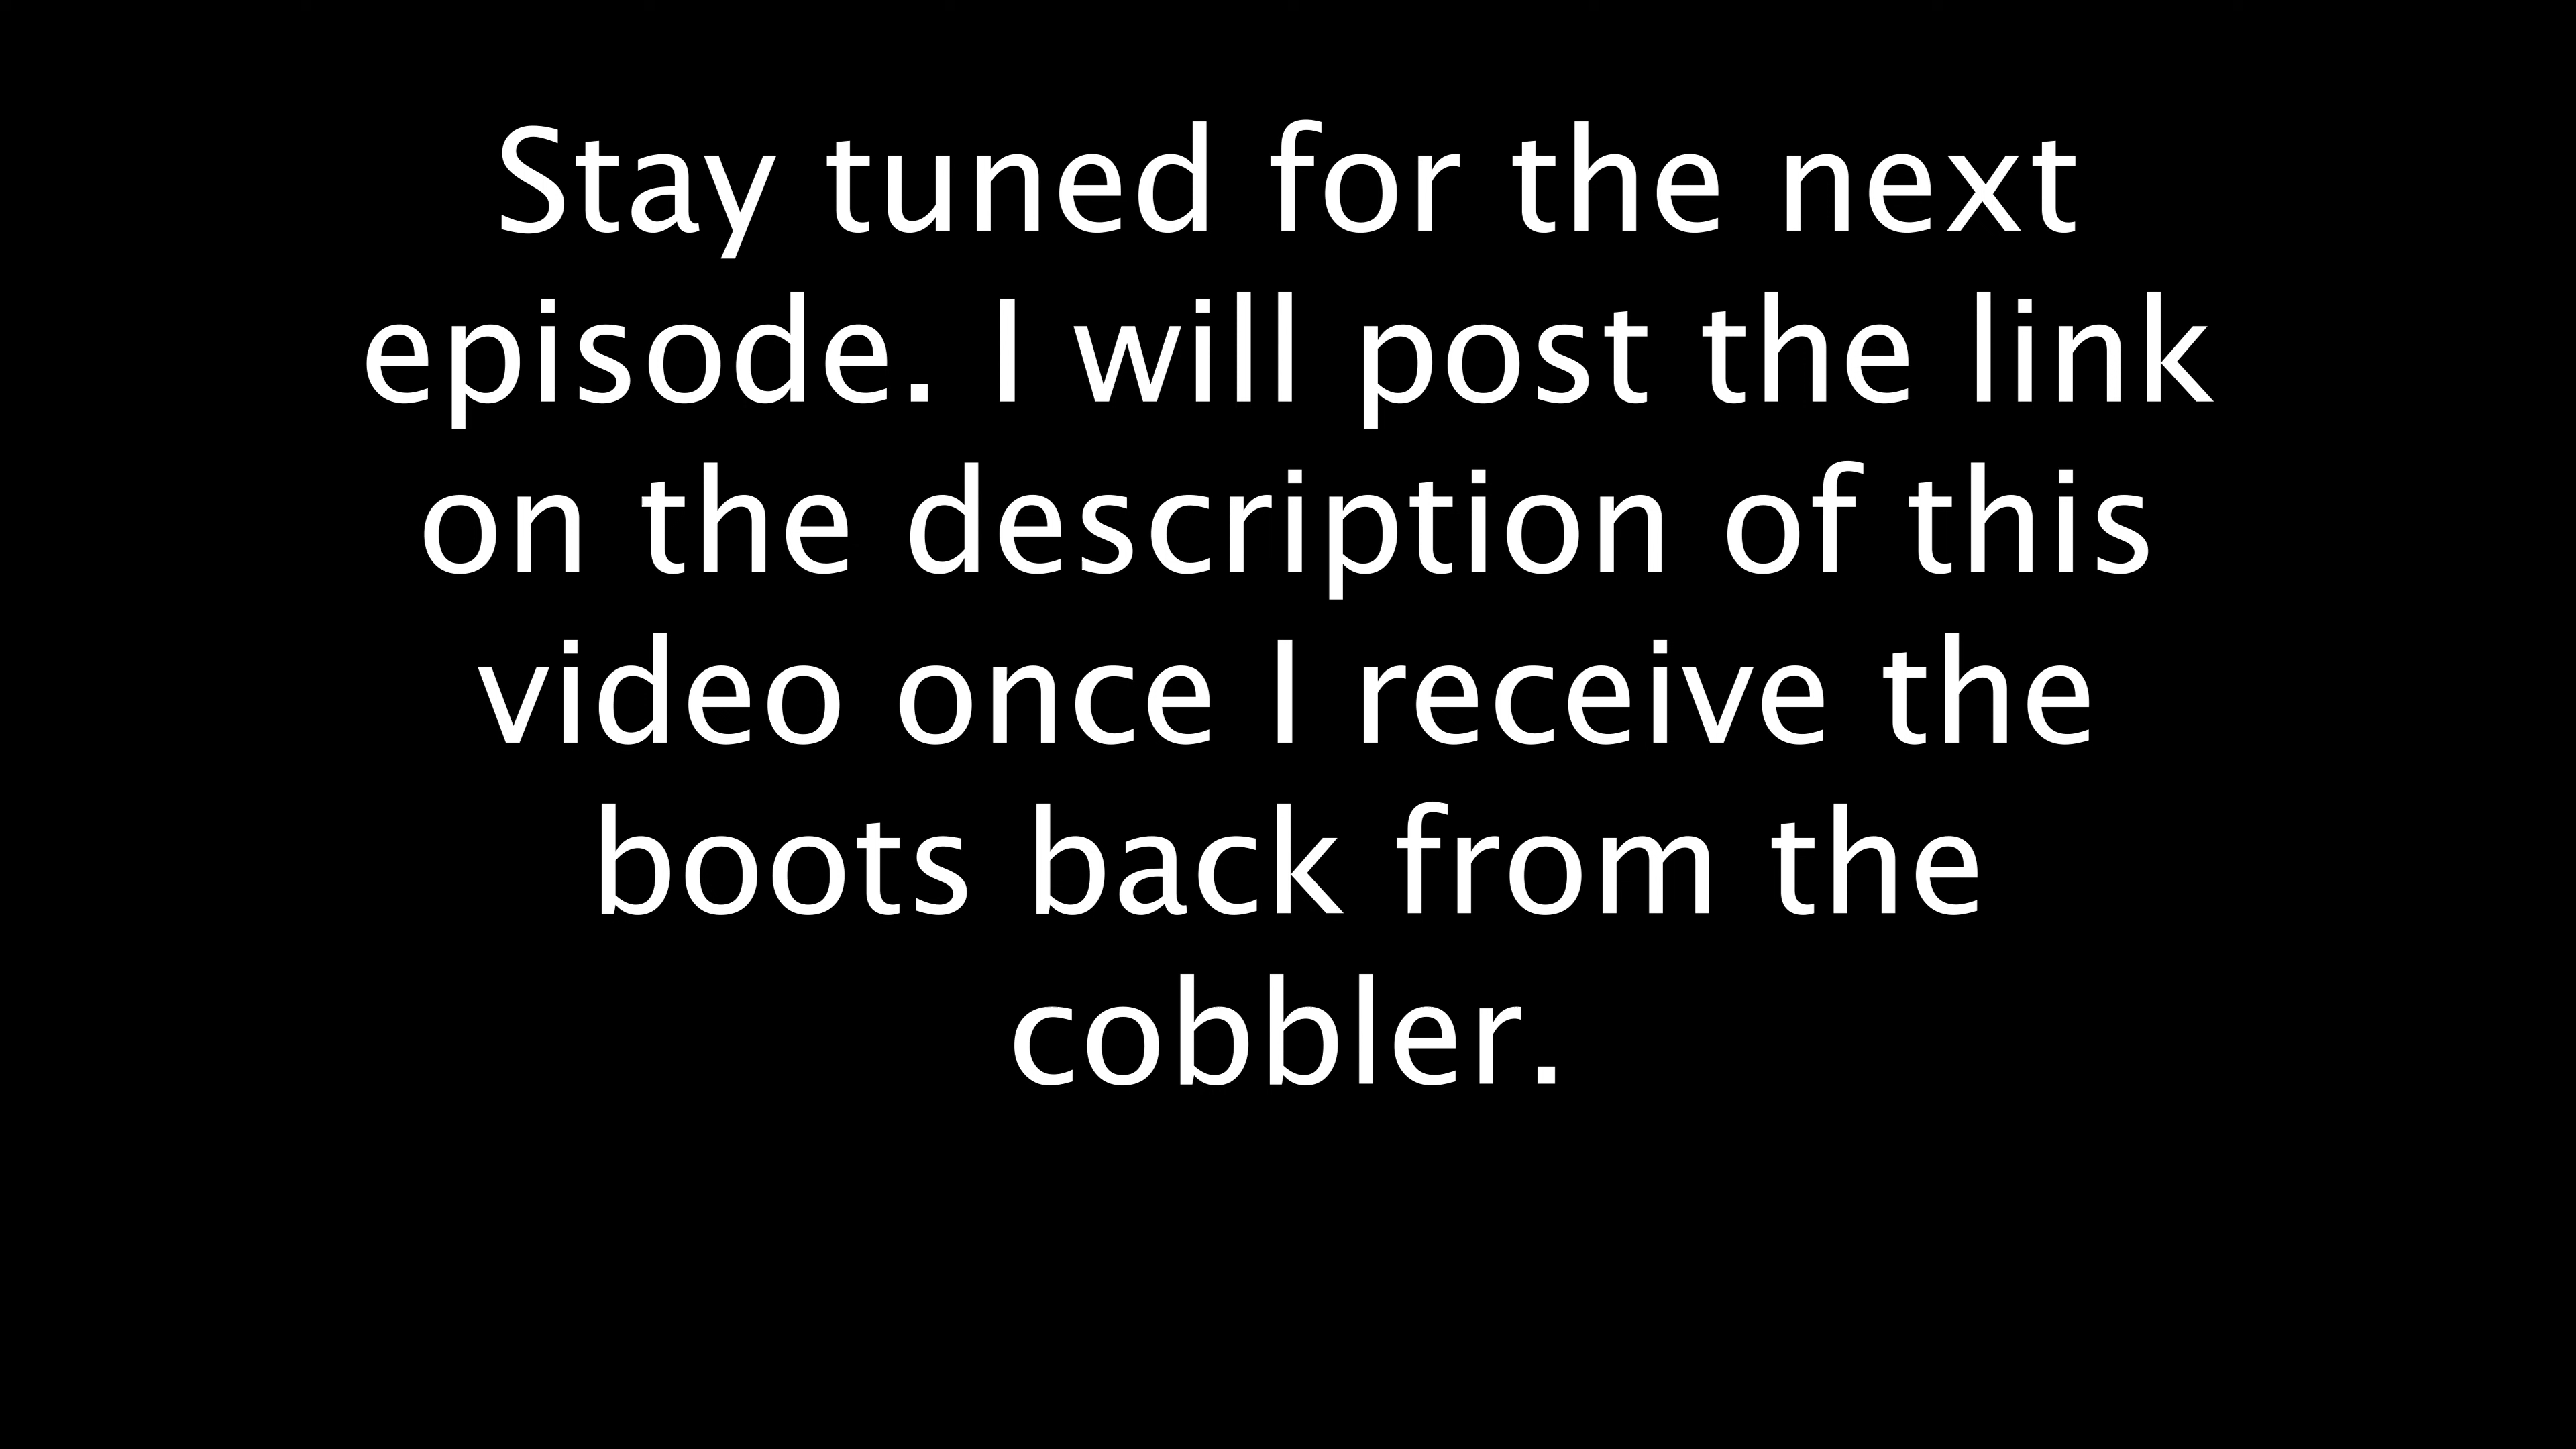 Stay tuned for the next
episode. I will post the link
on the description of this
video once I receive the
boots back from the
cobbler.